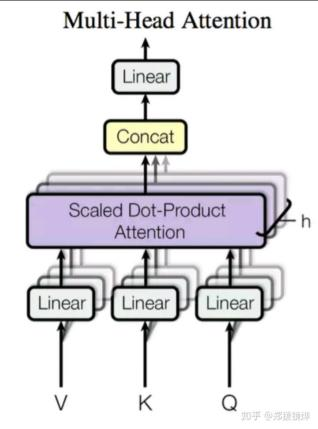 Multi-Head Attention
Linear
Concat
Scaled Dot-Product
Attention
h
Linear
Linear
Linear
V
K
Q
知乎